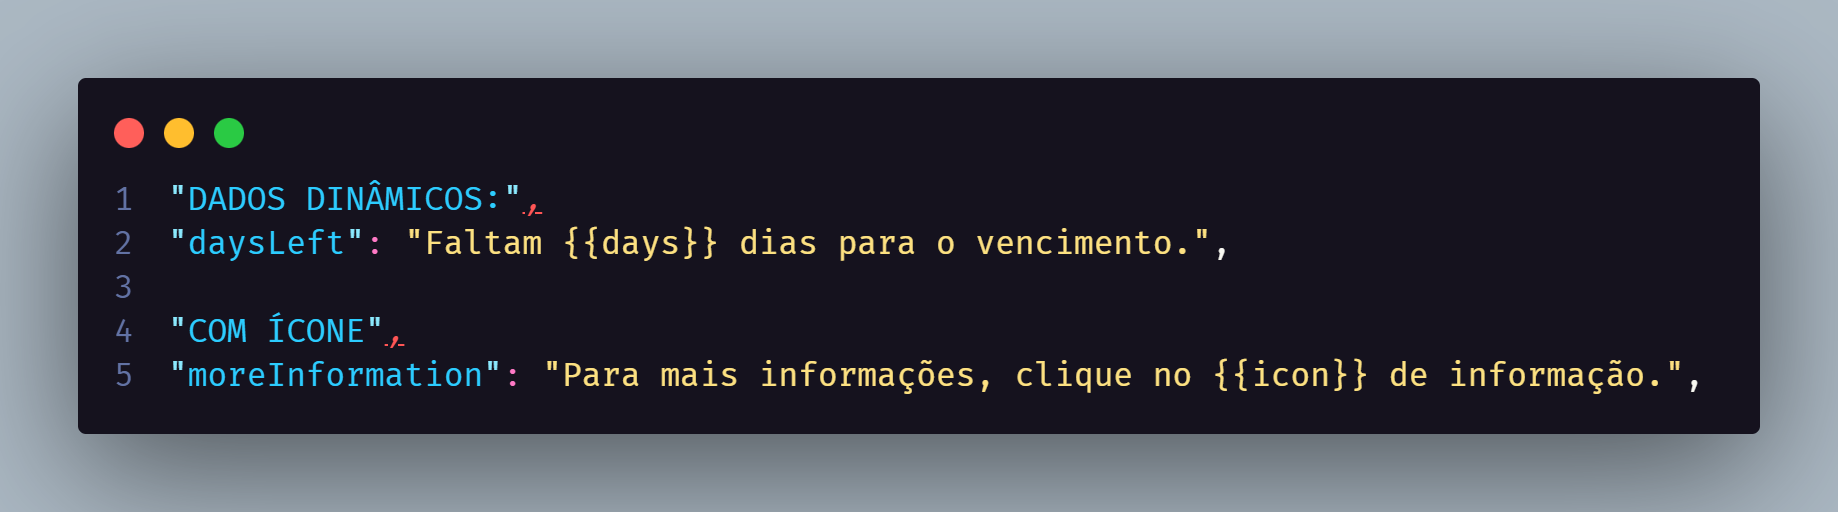 1 "DADOS DINÂMICOS:",
2 "daysLeft": "Faltam {{days}} dias para o vencimento.",
3
4 "COM ÍCONE",
5 "moreInformation": "Para mais informações, clique no {{icon}} de informação.",